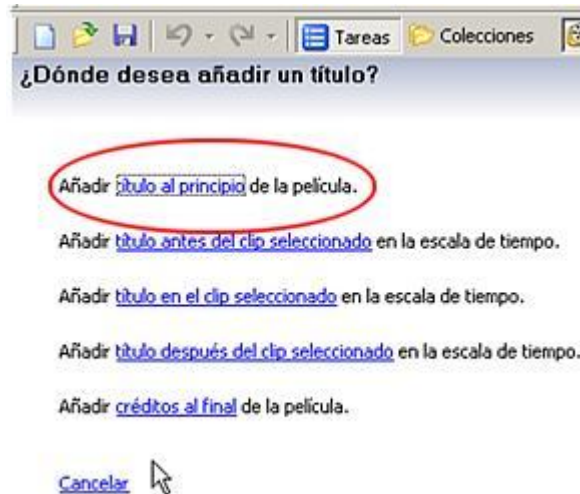 Tareas Colecciones
¿Dónde desea añadir un título?
Añadir título al principio de la película.
Añadir título antes del clip seleccionado en la escala de tiempo.
Añadir título en el clip seleccionado en la escala de tiempo.
Añadir título después del clip seleccionado en la escala de tiempo.
Añadir créditos al final de la película.
Cancelar